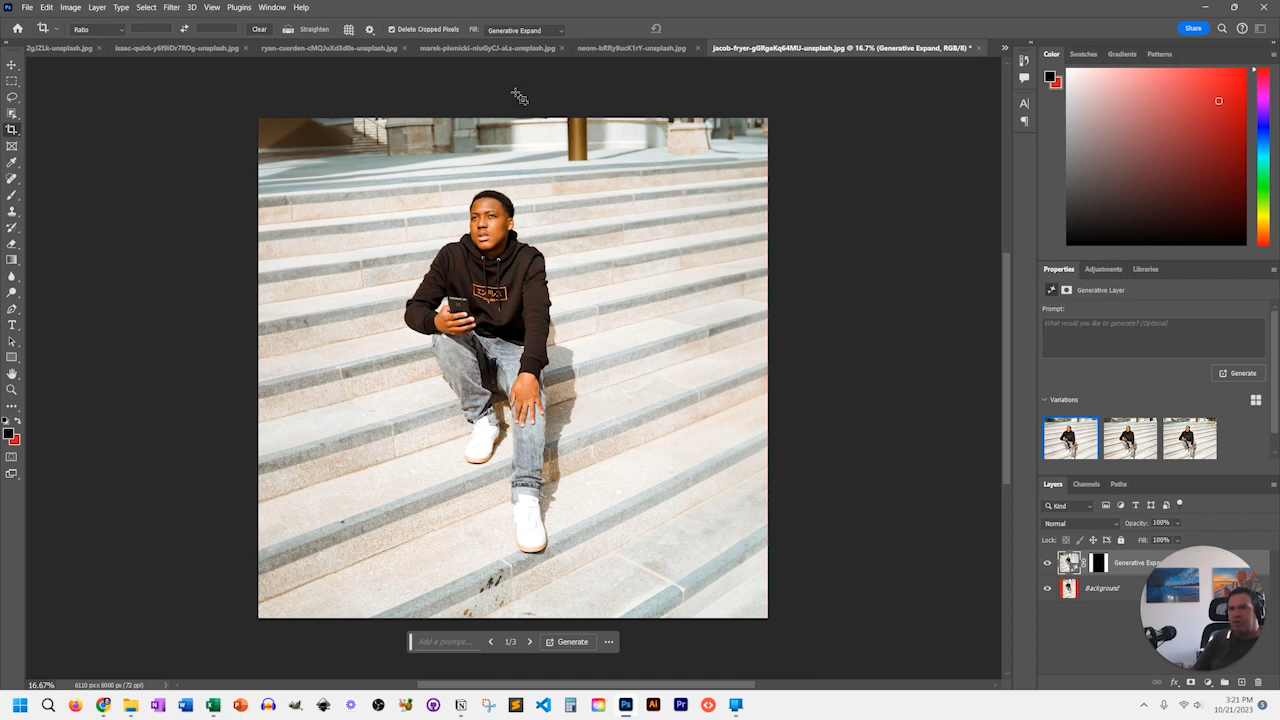 File Edit Image Layer Type Select Filter 3D View Plugins Window Help
Ratio Clear Straighten Delete Cropped Pixels Fill: Generative Expand Share
2gJZLk-unsplash.jpg isaac-quick-y6f9lDr7ROg-unsplash.jpg ryan-cuerden-cMQJuXd3d0s-unsplash.jpg marek-piwnicki-nluGyCJ-aLs-unsplash.jpg neom-bRRy9ucK1rY-unsplash.jpg jacob-fryer-gGRgeKq64MU-unsplash.jpg @ 16.7% (Generative Expand, RGB/8) *
Color Swatches Gradients Patterns
Properties Adjustments Libraries
Generative Layer
Prompt:
What would you like to generate? (Optional)
Generate
Variations
Layers Channels Paths
Kind
Normal Opacity: 100%
Lock: Fill: 100%
Generative Expa
Background
Add a prompt... 1/3 Generate
16.67% 6110 px x 6000 px (72 ppi)
3:21 PM
10/21/2023